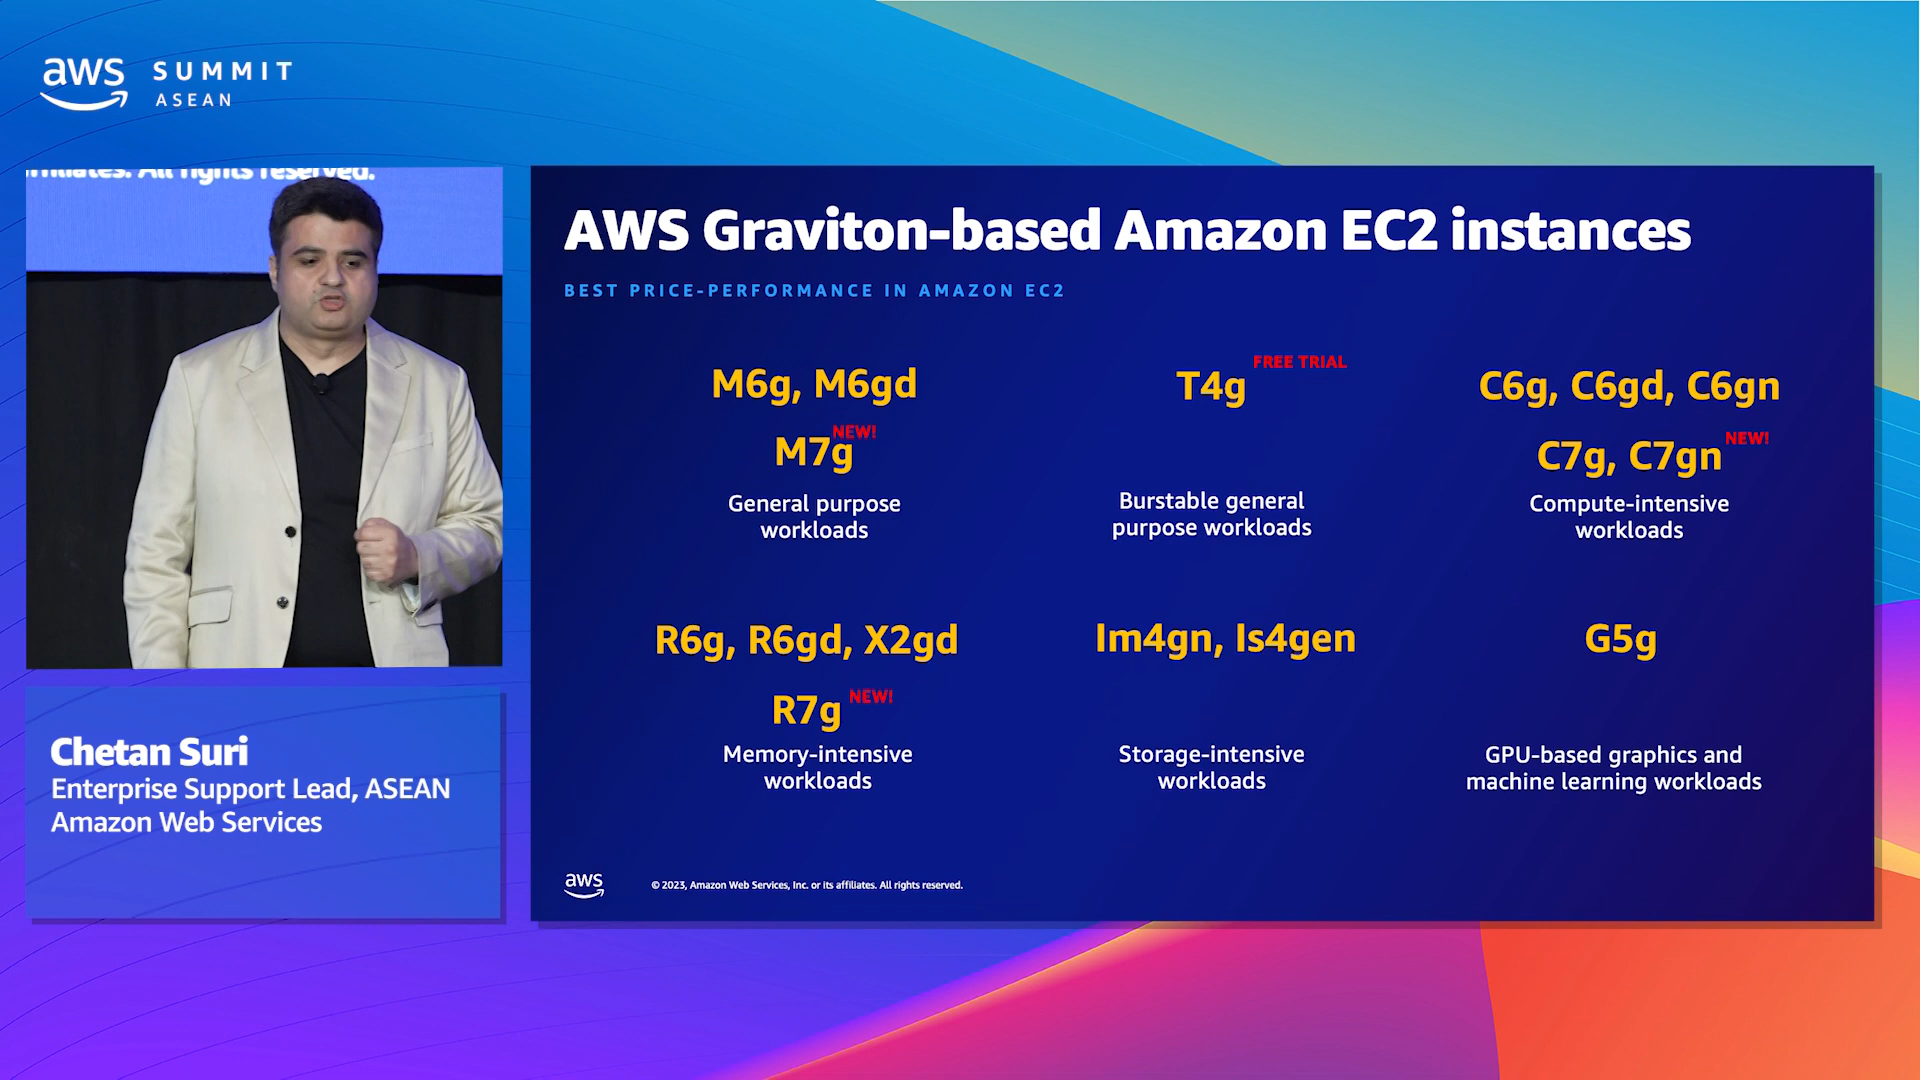 aws SUMMIT
ASEAN
affiliates. All rights reserved.
AWS Graviton-based Amazon EC2 instances
BEST PRICE-PERFORMANCE IN AMAZON EC2
M6g, M6gd
M7g NEW!
General purpose
workloads
T4g FREE TRIAL
Burstable general
purpose workloads
C6g, C6gd, C6gn
C7g, C7gn NEW!
Compute-intensive
workloads
R6g, R6gd, X2gd
R7g NEW!
Memory-intensive
workloads
Im4gn, Is4gen
Storage-intensive
workloads
G5g
GPU-based graphics and
machine learning workloads
aws © 2023, Amazon Web Services, Inc. or its affiliates. All rights reserved.
Chetan Suri
Enterprise Support Lead, ASEAN
Amazon Web Services